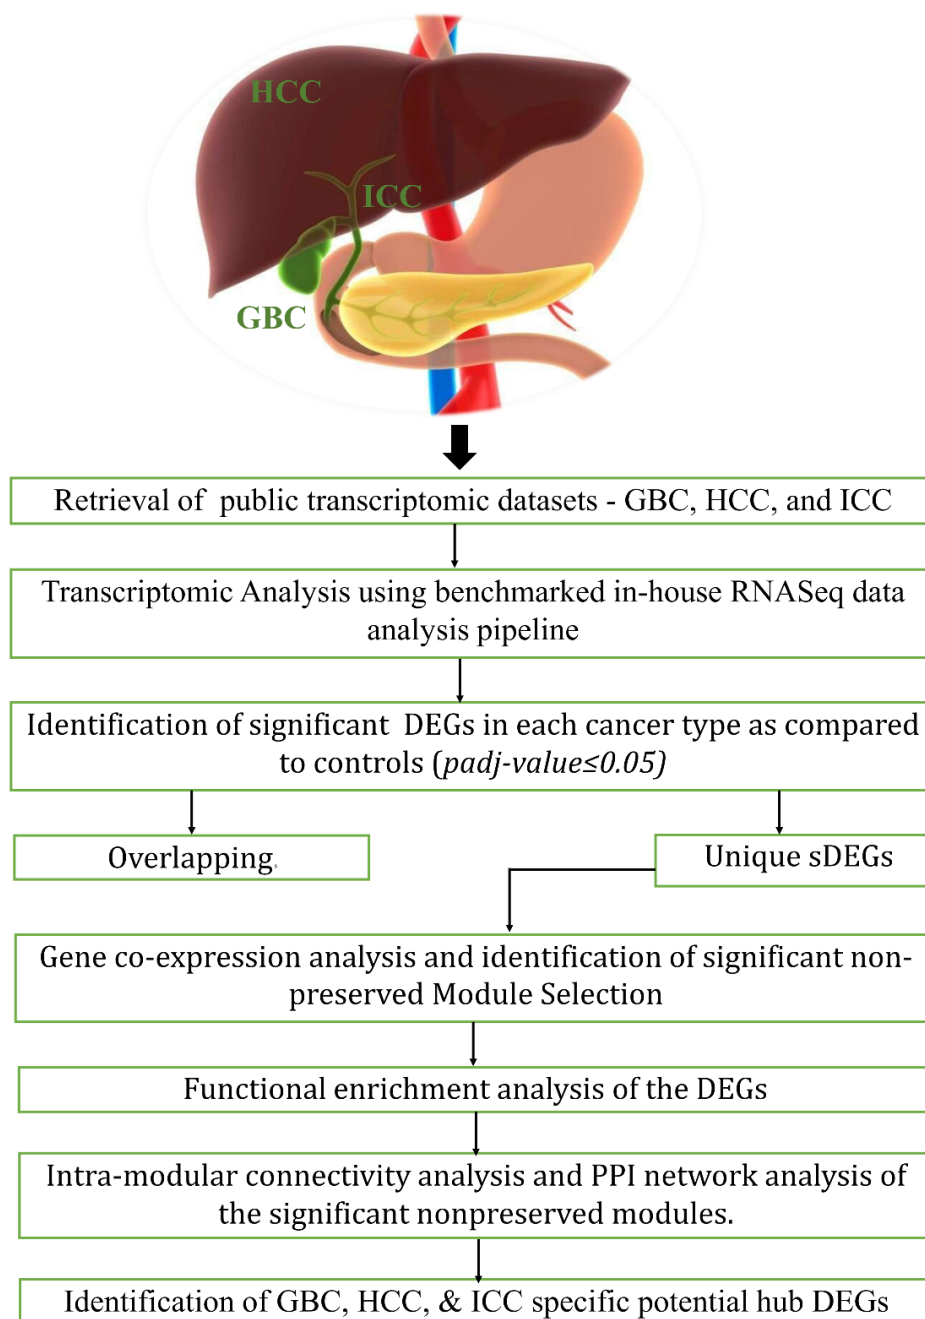 HCC
ICC
GBC
Retrieval of public transcriptomic datasets - GBC, HCC, and ICC
Transcriptomic Analysis using benchmarked in-house RNASeq data
analysis pipeline
Identification of significant DEGs in each cancer type as compared
to controls (padj-value≤0.05)
Overlapping.
Unique sDEGs
Gene co-expression analysis and identification of significant non-
preserved Module Selection
Functional enrichment analysis of the DEGs
Intra-modular connectivity analysis and PPI network analysis of
the significant nonpreserved modules.
Identification of GBC, HCC, & ICC specific potential hub DEGs